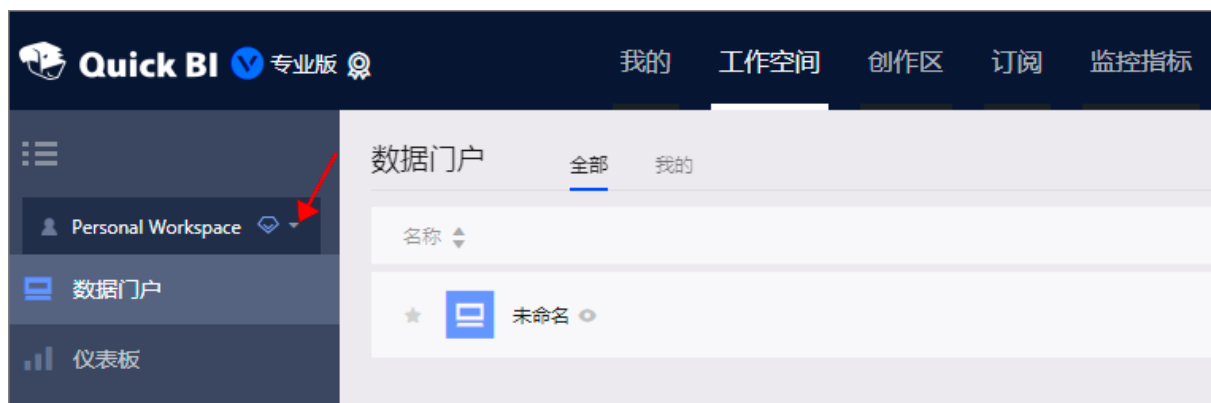 Quick BI 专业版 我的 工作空间 创作区 订阅 监控指标
数据门户 全部 我的
Personal Workspace
名称
数据门户
未命名
仪表板